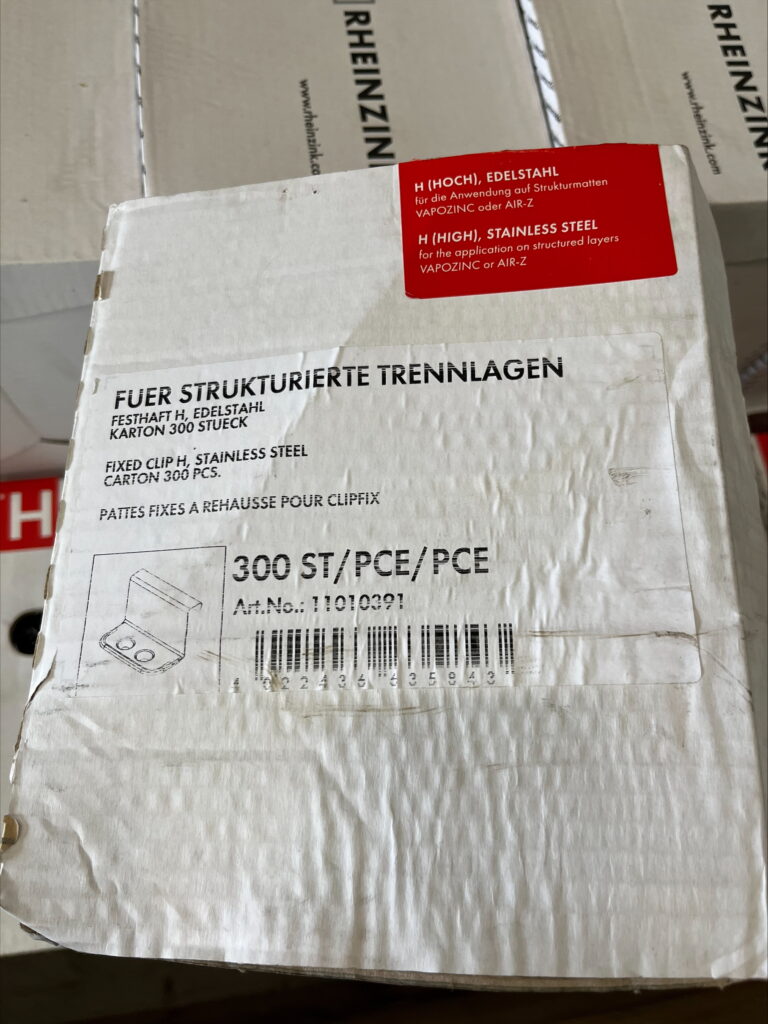 RHEINZIN
www.rheinzink.co
RHEINZINK
www.rheinzink.com
H (HOCH), EDELSTAHL
für die Anwendung auf Strukturmatten
VAPOZINC oder AIR-Z
H (HIGH), STAINLESS STEEL
for the application on structured layers
VAPOZINC or AIR-Z
FUER STRUKTURIERTE TRENNLAGEN
FESTHAFT H, EDELSTAHL
KARTON 300 STUECK
FIXED CLIP H, STAINLESS STEEL
CARTON 300 PCS.
PATTES FIXES A REHAUSSE POUR CLIPFIX
H
300 ST/PCE/PCE
Art.No.: 11010391
4 022436 635843